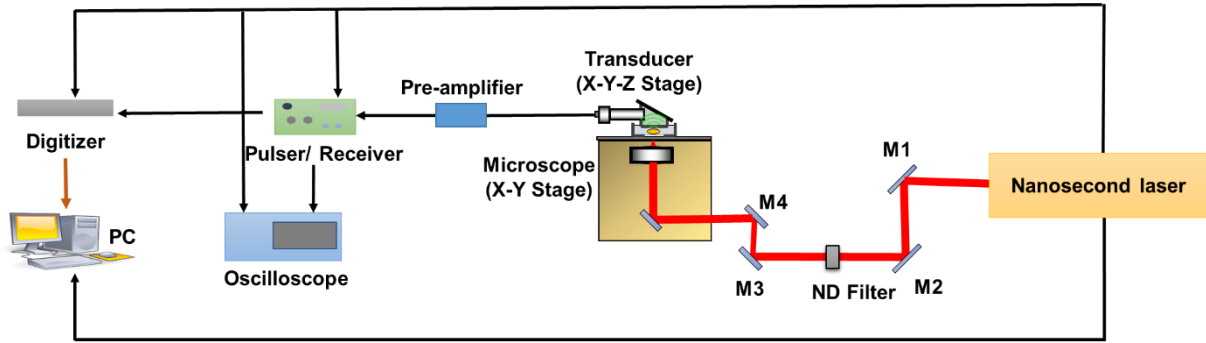 Transducer
(X-Y-Z Stage)
Pre-amplifier
Digitizer
Pulser/ Receiver
Microscope
(X-Y Stage)
M1
Nanosecond laser
M4
PC
Oscilloscope
M3
ND Filter
M2